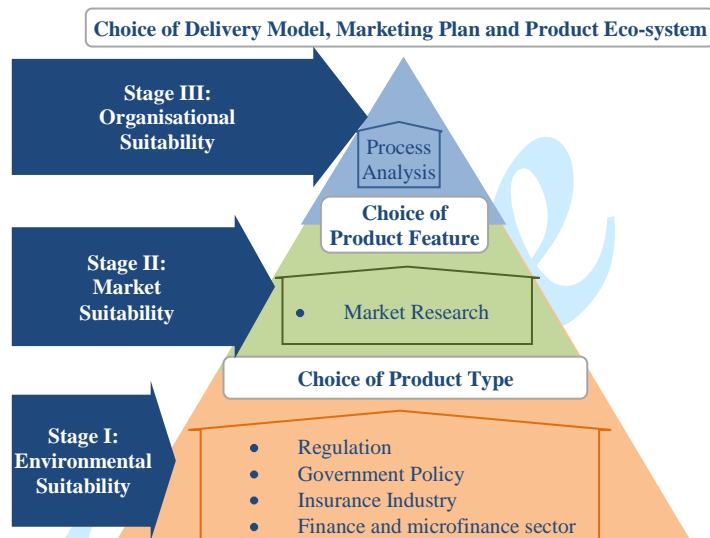 Choice of Delivery Model, Marketing Plan and Product Eco-system
Stage III:
Organisational
Suitability
Process
Analysis
Choice of
Product Feature
Stage II:
Market
Suitability
• Market Research
Choice of Product Type
Stage I:
Environmental
Suitability
• Regulation
• Government Policy
• Insurance Industry
• Finance and microfinance sector